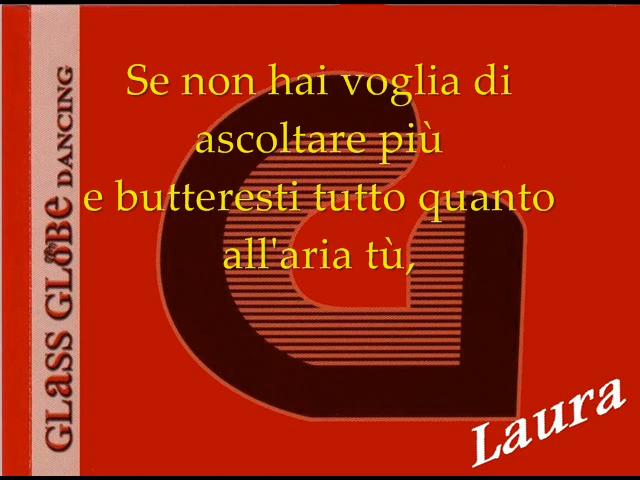 Se non hai voglia di
ascoltare più
e butteresti tutto quanto
all'aria tù,
GLaSS GLOBe DANCING
Laura